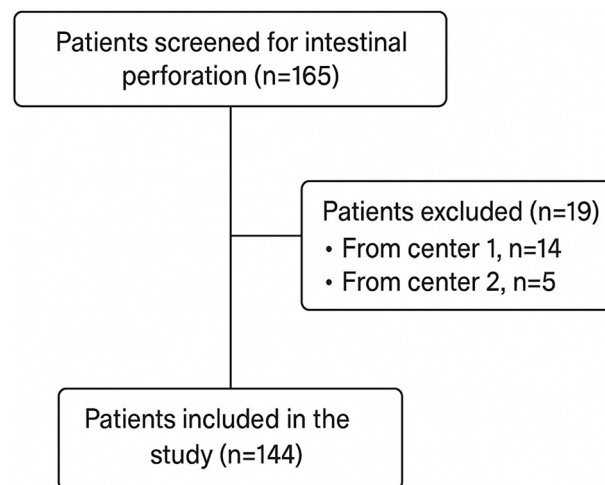 Patients screened for intestinal
perforation (n=165)
Patients excluded (n=19)
• From center 1, n=14
• From center 2, n=5
Patients included in the
study (n=144)